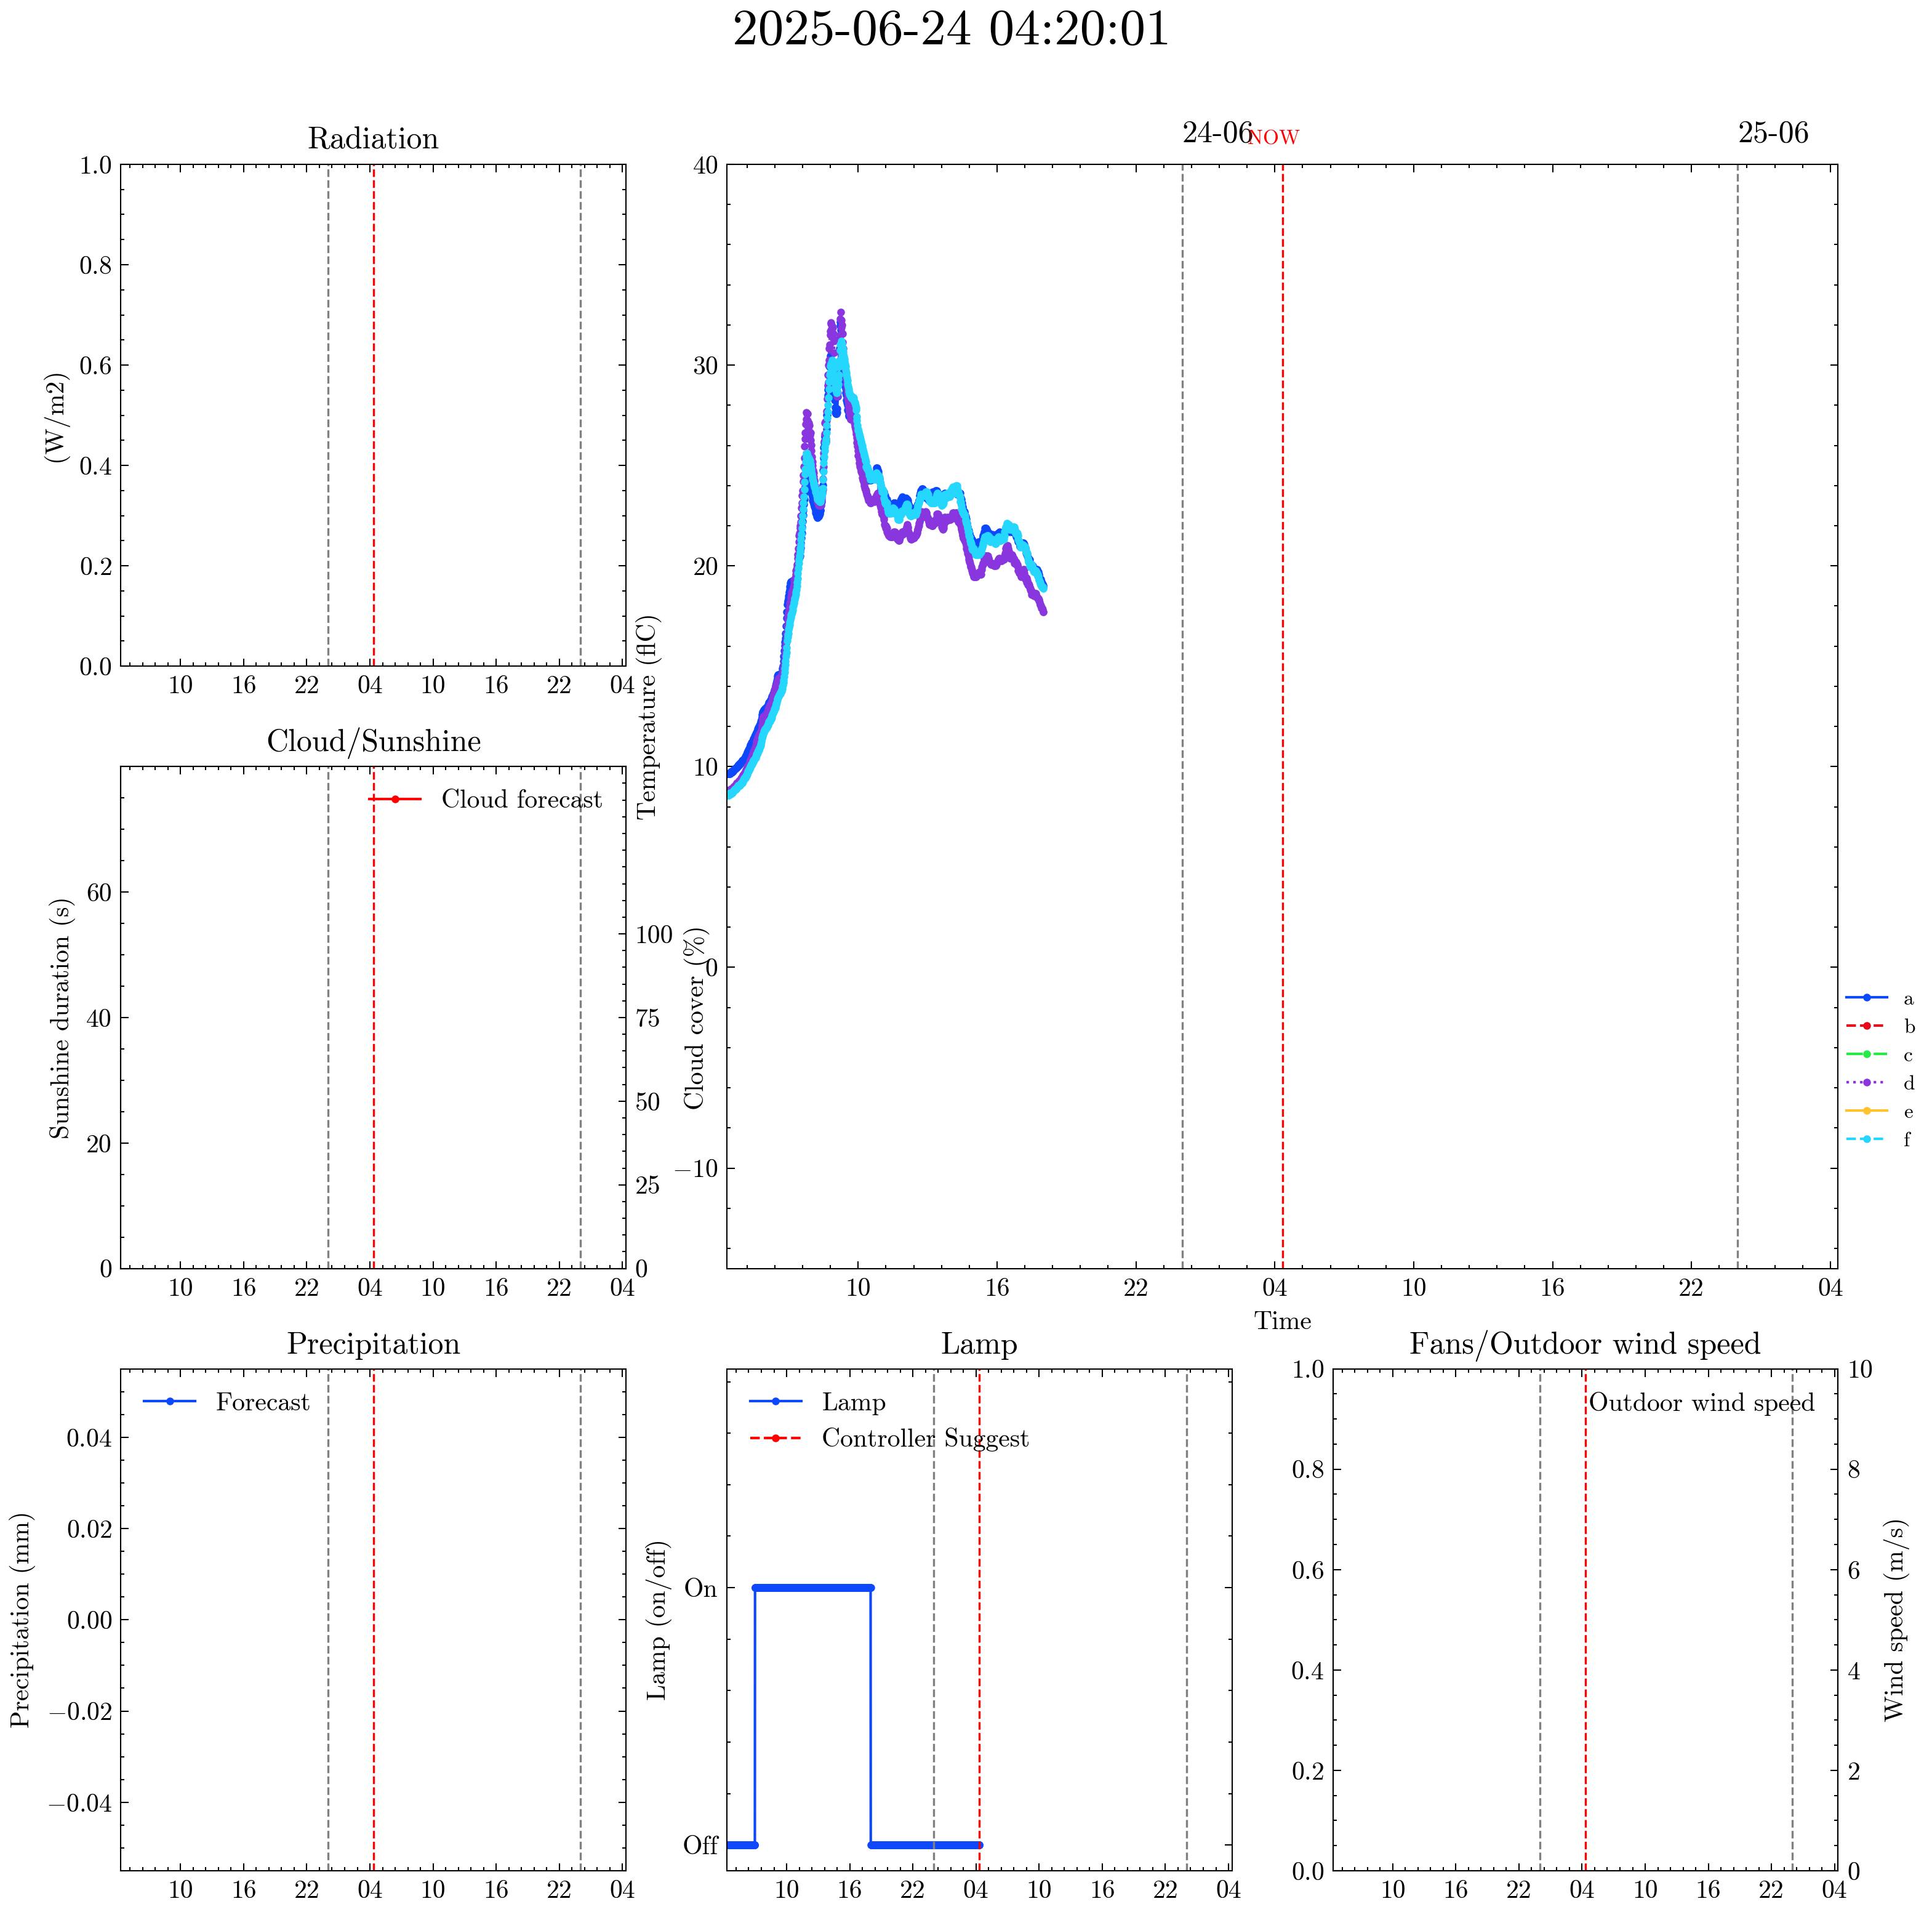 2025-06-24 04:20:01
Radiation
(W/m2)
1.0
0.8
0.6
0.4
0.2
0.0
10 16 22 04 10 16 22 04
24-06 NOW 25-06
Temperature (flC)
40
30
20
10
0
−10
10 16 22 04 10 16 22 04
Time
a
b
c
d
e
f
Cloud/Sunshine
Cloud forecast
Sunshine duration (s)
60
40
20
0
Cloud cover (%)
100
75
50
25
0
10 16 22 04 10 16 22 04
Precipitation
Forecast
Precipitation (mm)
0.04
0.02
0.00
−0.02
−0.04
10 16 22 04 10 16 22 04
Lamp
Lamp
Controller Suggest
Lamp (on/off)
On
Off
10 16 22 04 10 16 22 04
Fans/Outdoor wind speed
Outdoor wind speed
1.0
0.8
0.6
0.4
0.2
0.0
10
8
6
4
2
0
Wind speed (m/s)
10 16 22 04 10 16 22 04